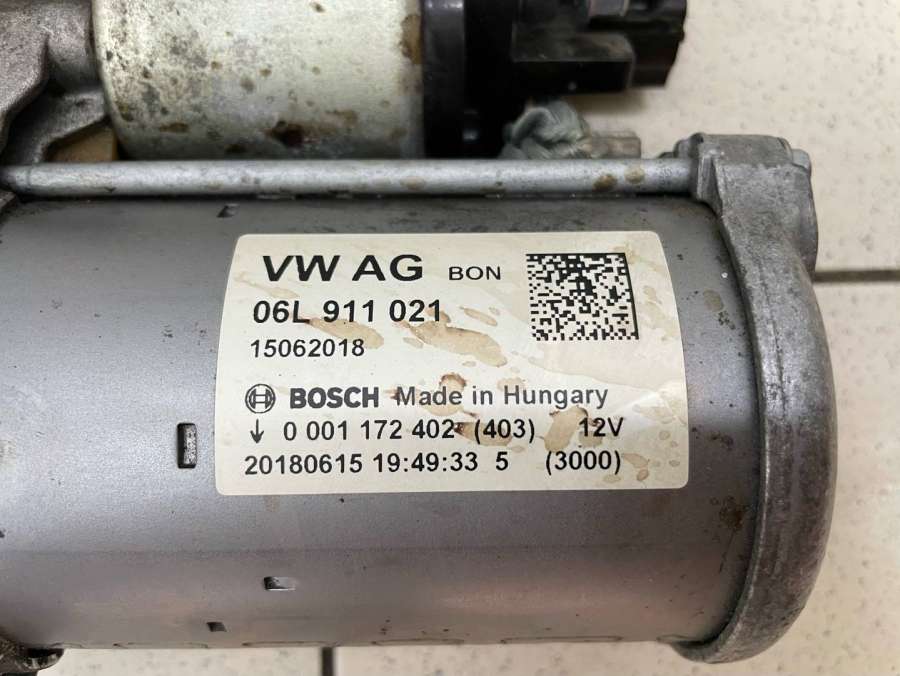 VW AG BON
06L 911 021
15062018
BOSCH Made in Hungary
↓ 0 001 172 402 (403) 12V
20180615 19:49:33 5 (3000)